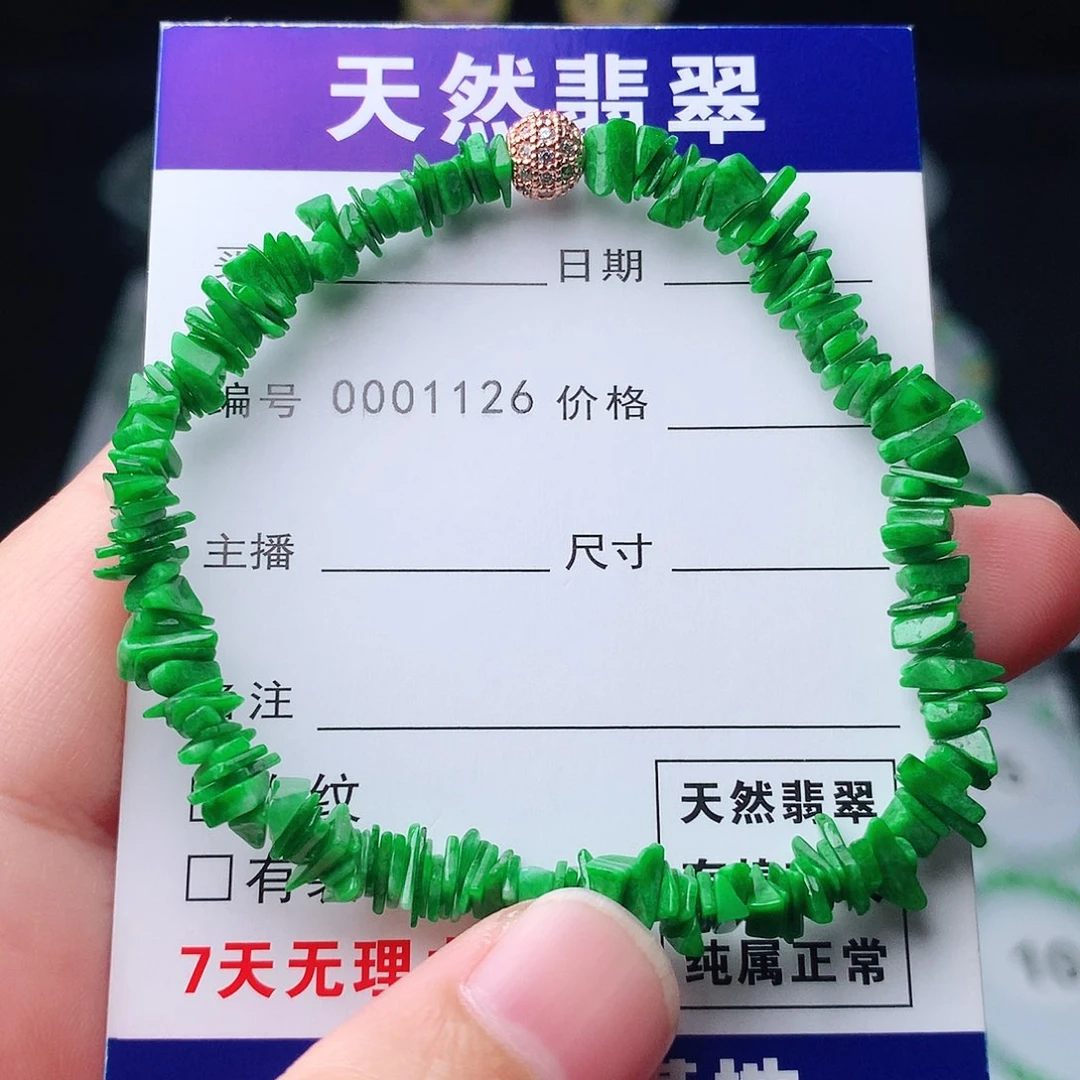 天然翡翠
日期
编号 0001126 价格
主播 尺寸
注
纹
天然翡翠
有
纯属正常
7天无理